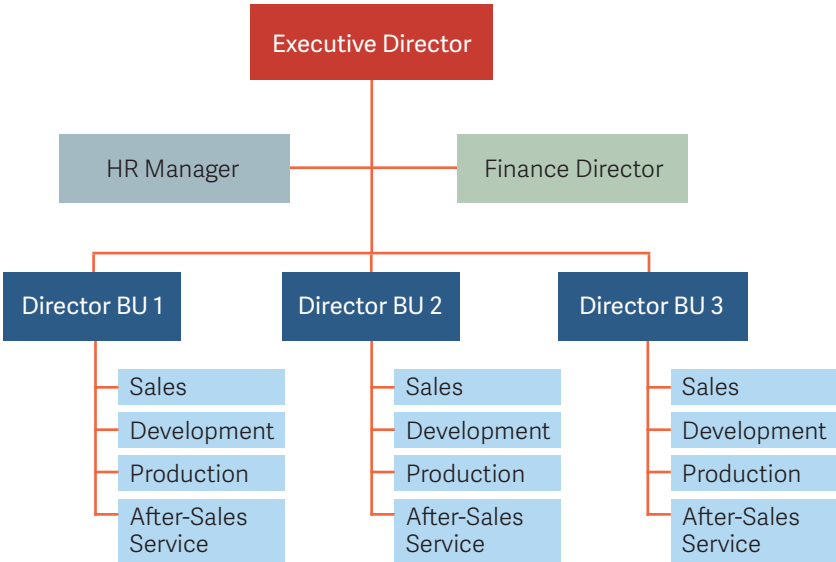 Executive Director
HR Manager
Finance Director
Director BU 1
Director BU 2
Director BU 3
Sales
Development
Production
After-Sales
Service
Sales
Development
Production
After-Sales
Service
Sales
Development
Production
After-Sales
Service